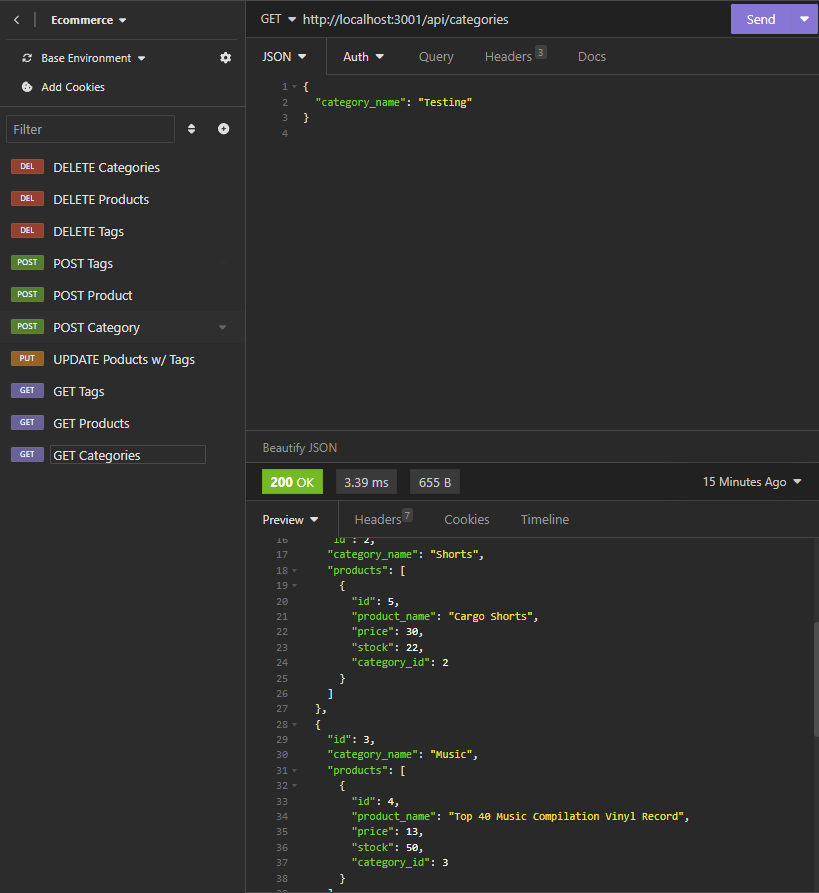 Ecommerce
Base Environment
Add Cookies
Filter
DEL DELETE Categories
DEL DELETE Products
DEL DELETE Tags
POST POST Tags
POST POST Product
POST POST Category
PUT UPDATE Poducts w/ Tags
GET GET Tags
GET GET Products
GET GET Categories
GET http://localhost:3001/api/categories Send
JSON Auth Query Headers 3 Docs
1 {
2 "category_name": "Testing"
3 }
4
Beautify JSON
200 OK 3.39 ms 655 B 15 Minutes Ago
Preview Headers 7 Cookies Timeline
16 "id": 2,
17 "category_name": "Shorts",
18 "products": [
19 {
20 "id": 5,
21 "product_name": "Cargo Shorts",
22 "price": 30,
23 "stock": 22,
24 "category_id": 2
25 }
26 ]
27 },
28 {
29 "id": 3,
30 "category_name": "Music",
31 "products": [
32 {
33 "id": 4,
34 "product_name": "Top 40 Music Compilation Vinyl Record",
35 "price": 13,
36 "stock": 50,
37 "category_id": 3
38 }
39 ]